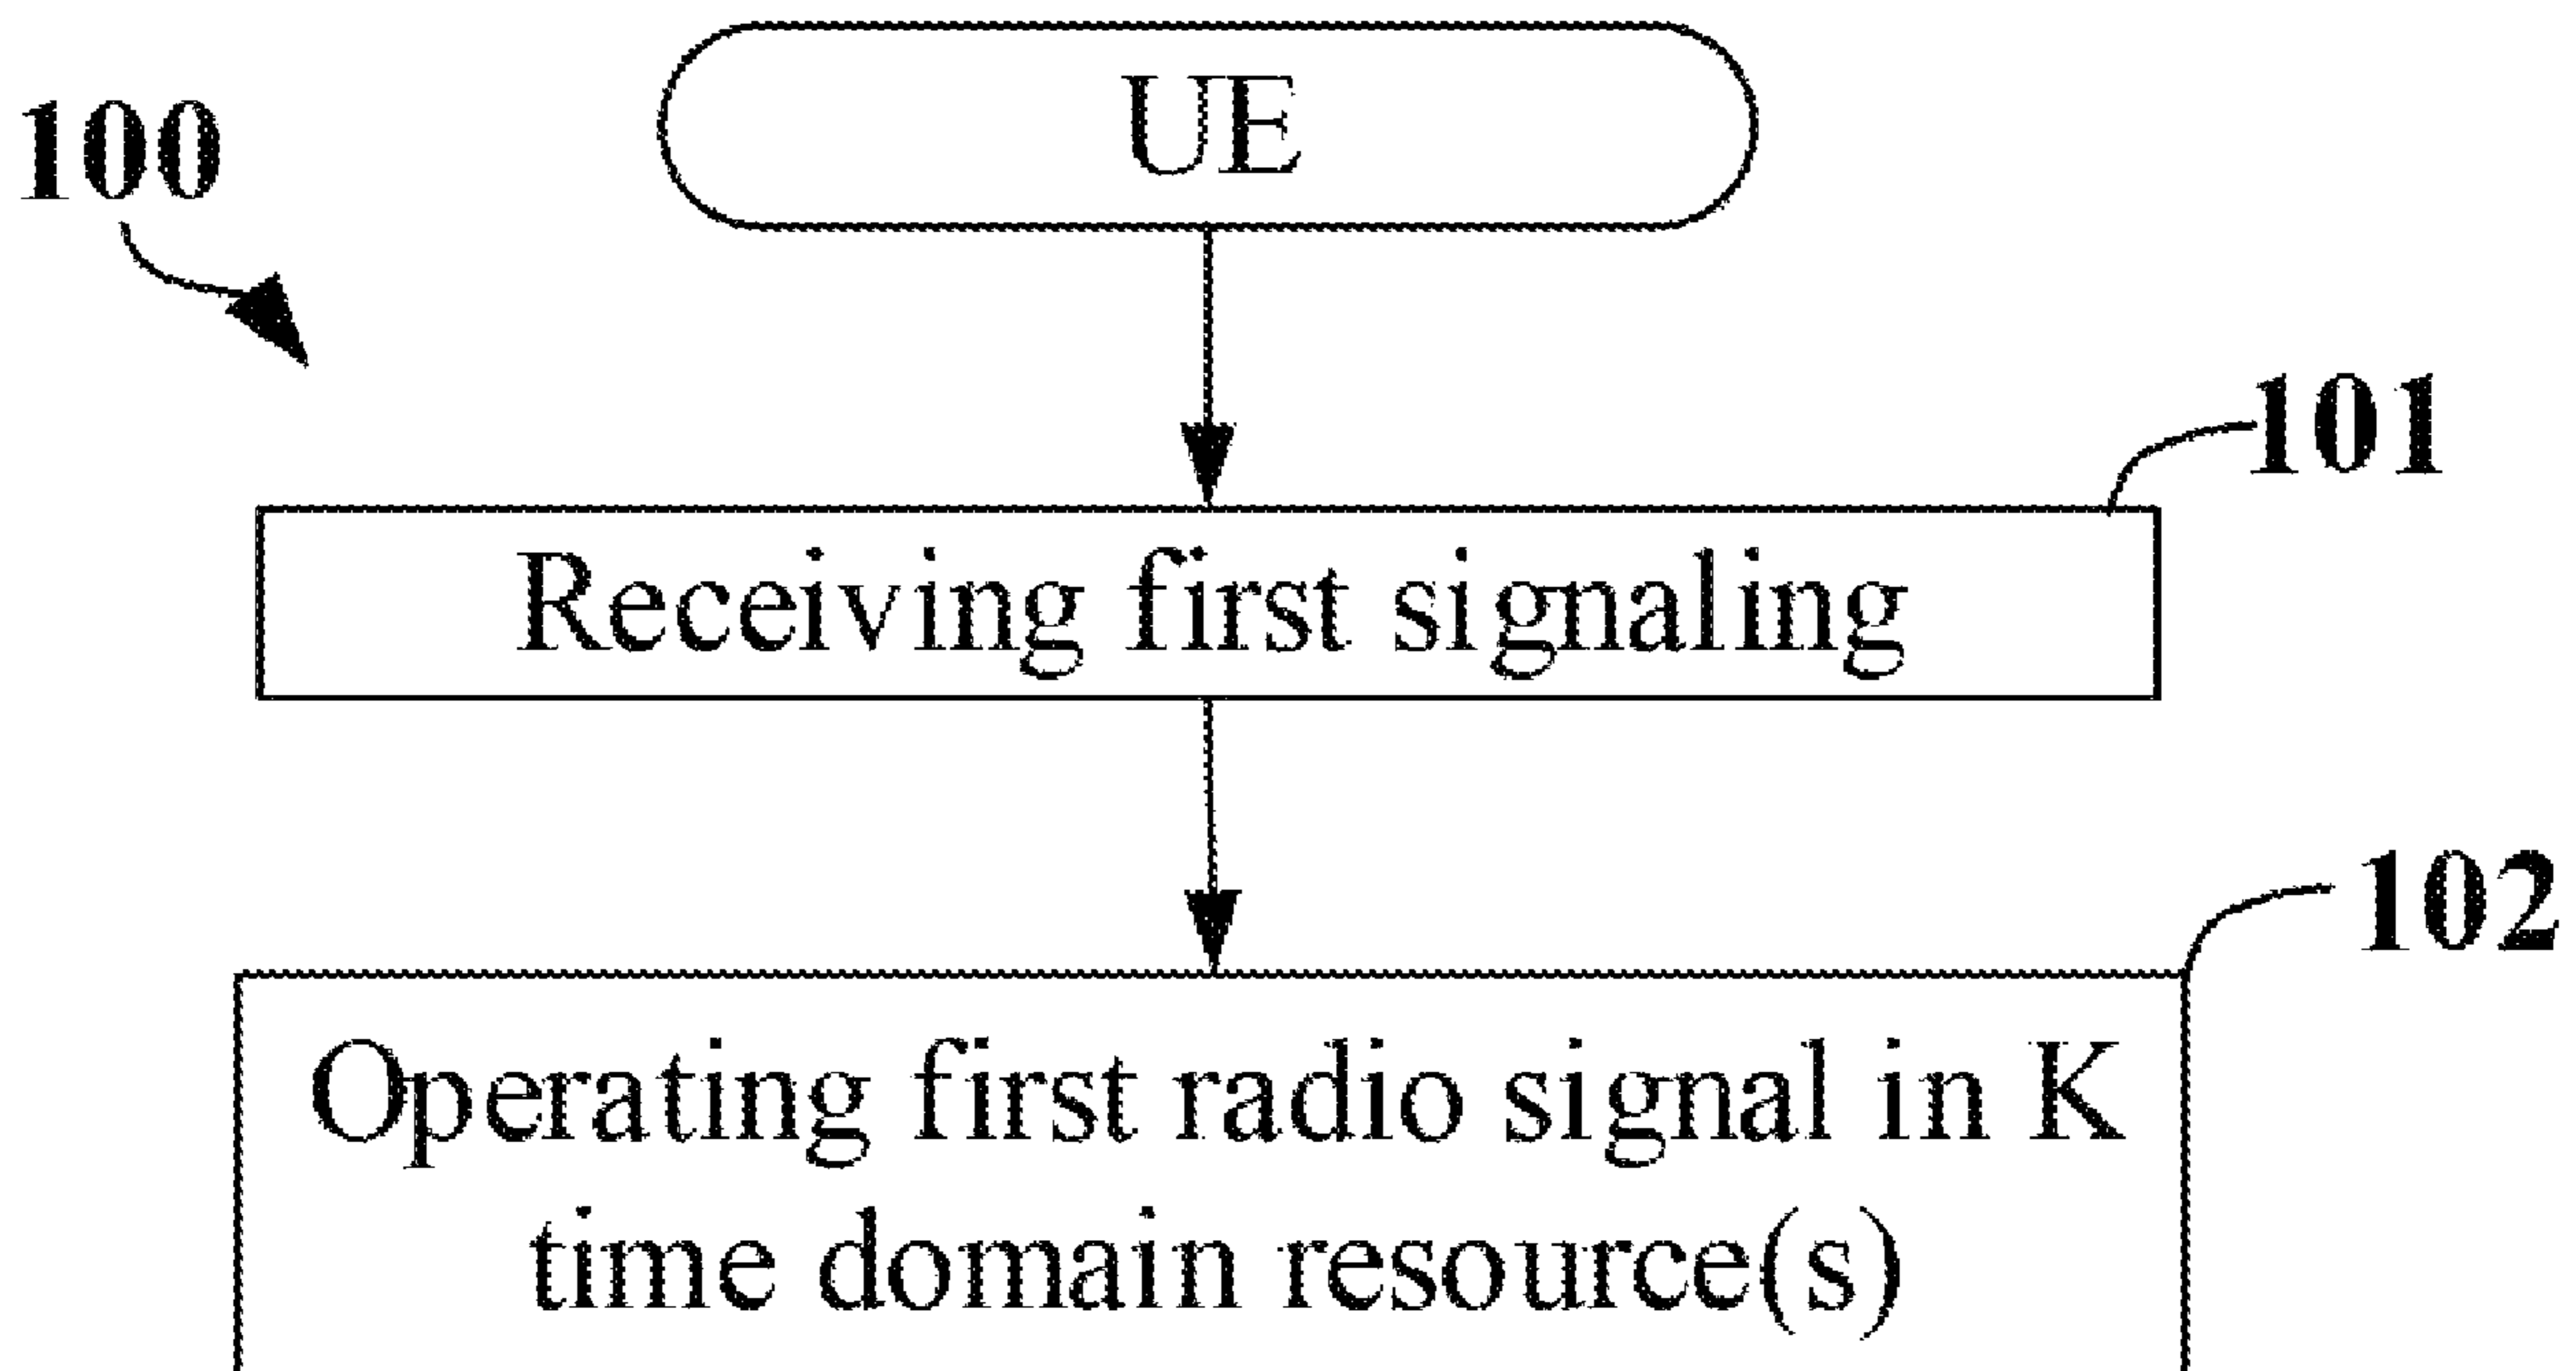 UE
100
101
Receiving first signaling
102
Operating first radio signal in K
time domain resource(s)